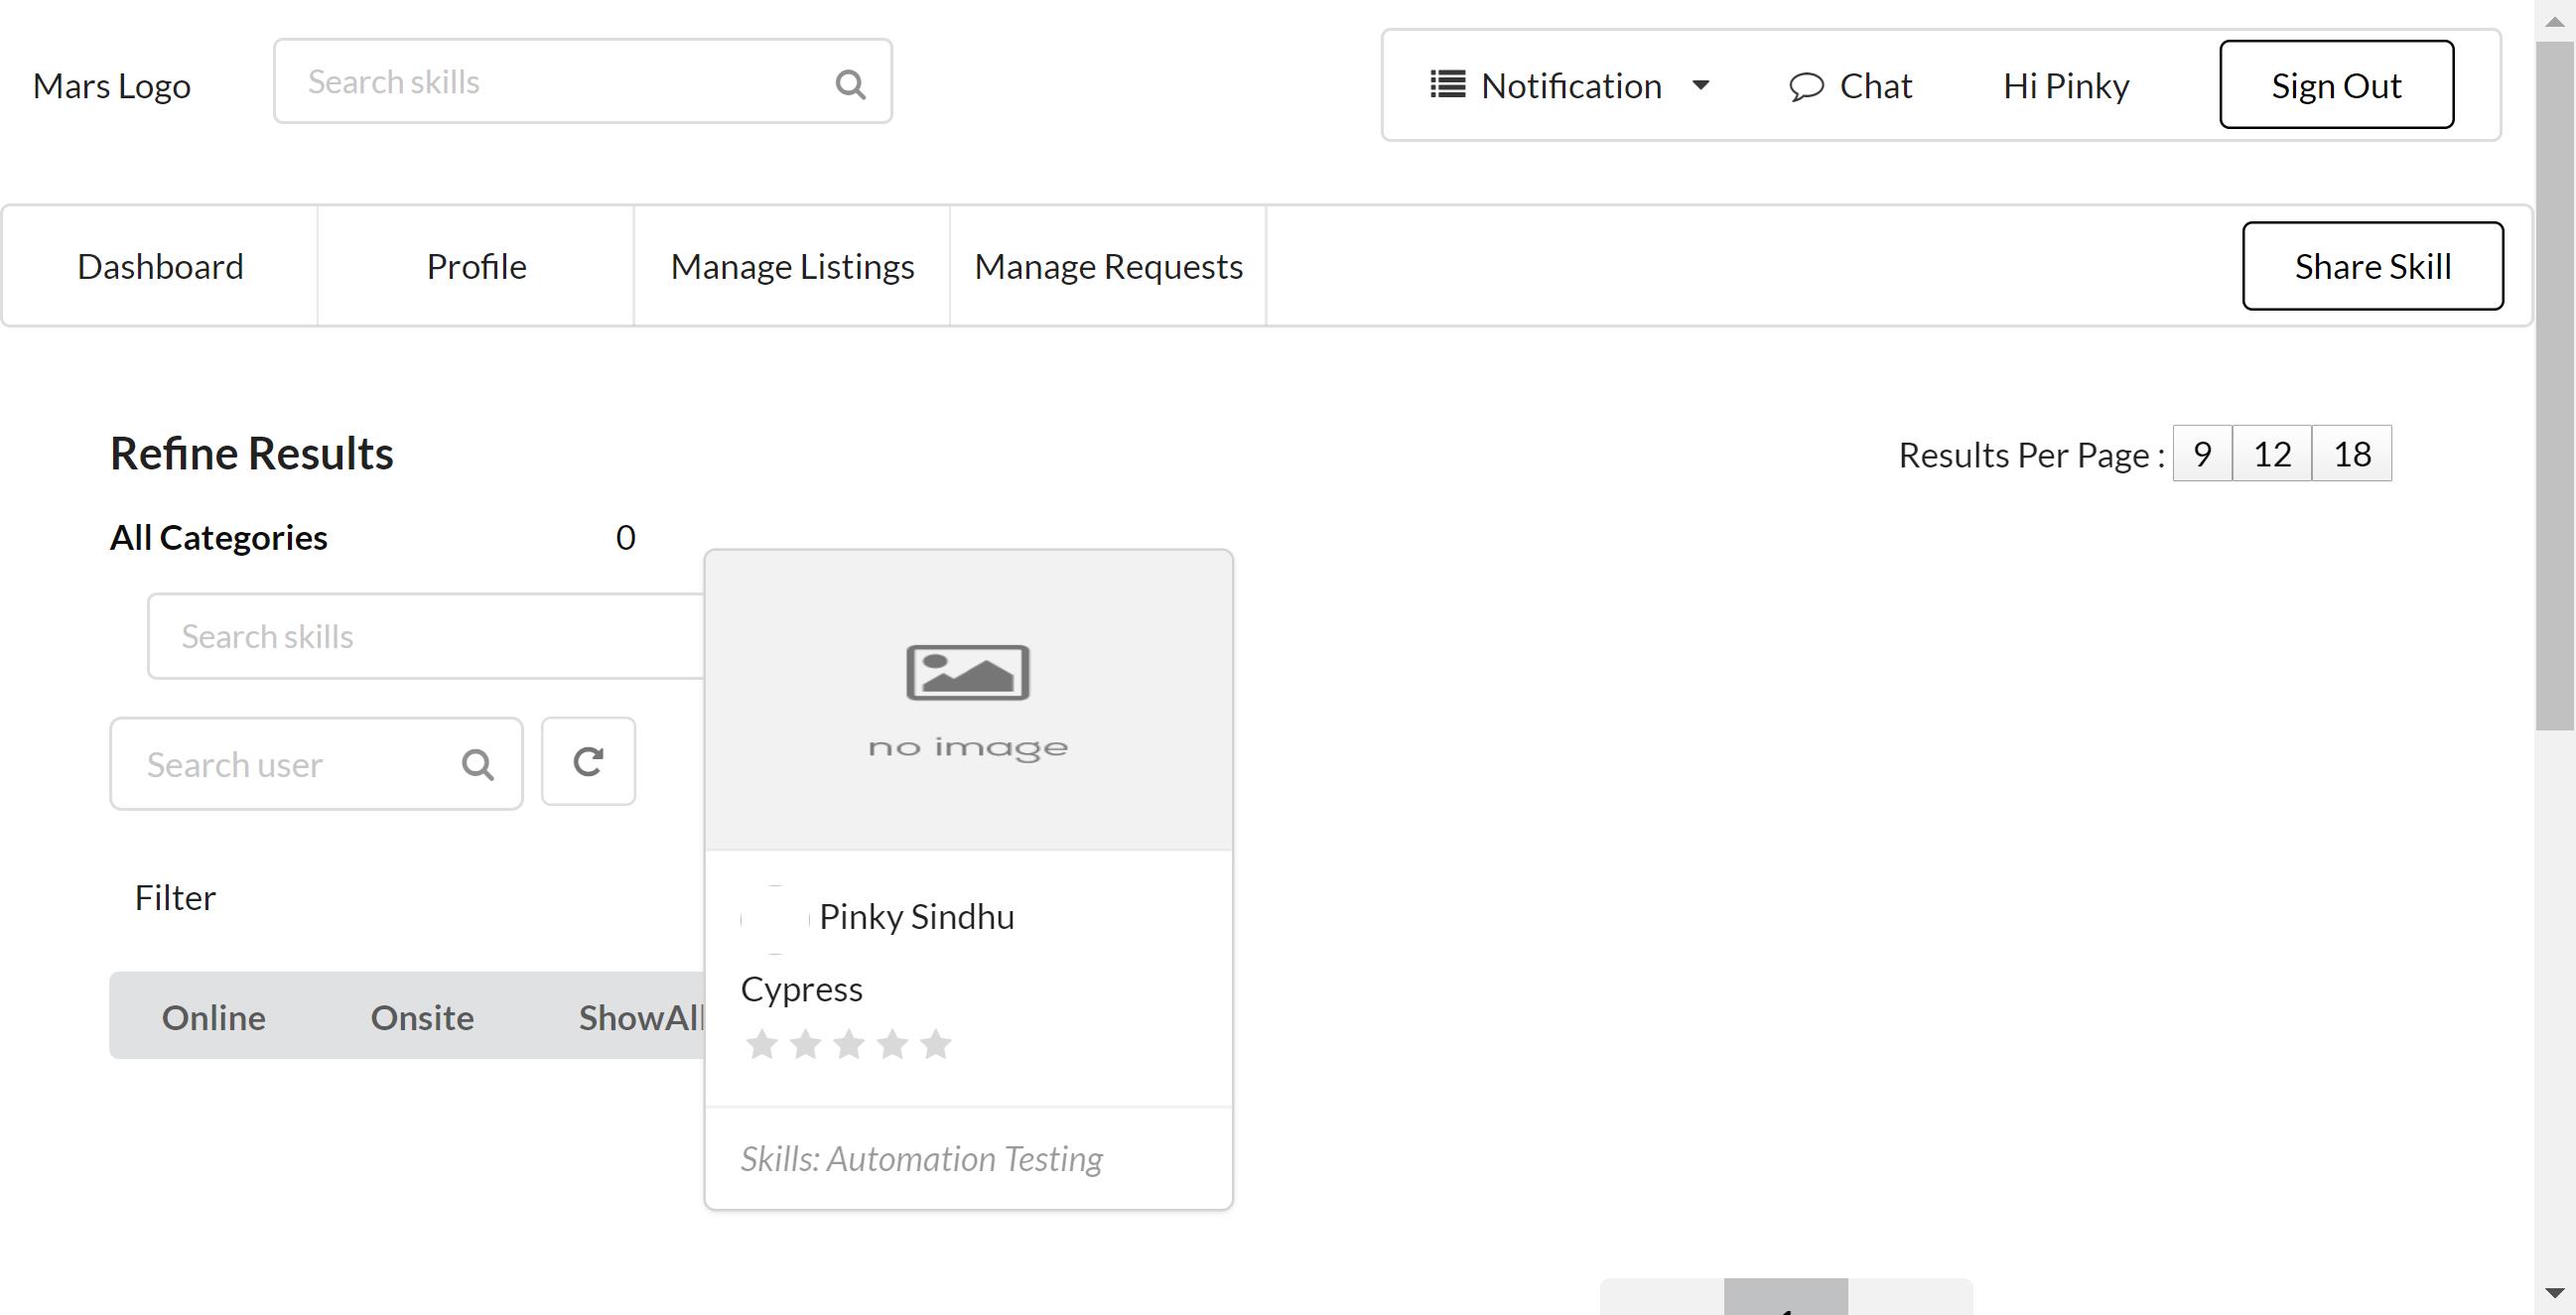 Mars Logo
Search skills
Notification
Chat
Hi Pinky
Sign Out
Dashboard
Profile
Manage Listings
Manage Requests
Share Skill
Refine Results
Results Per Page : 9 12 18
All Categories 0
Search skills
Search user
Filter
Online Onsite ShowAll
no image
Pinky Sindhu
Cypress
Skills: Automation Testing